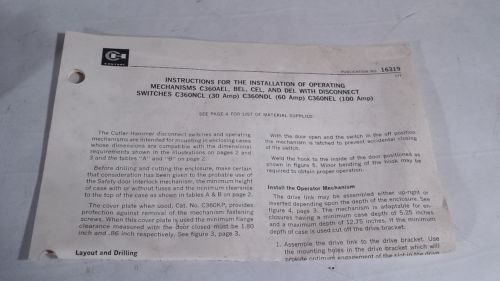 CONTROL
PUBLICATION NO. 16219
INSTRUCTIONS FOR THE INSTALLATION OF OPERATING
MECHANISMS C360AEL, BEL, CEL, AND DEL WITH DISCONNECT
SWITCHES C360NCL (30 Amp) C360NDL (60 Amp) C360NEL (100 Amp)
SEE PAGE 4 FOR LIST OF MATERIAL SUPPLIED
The Cutler-Hammer disconnect switches and operating
mechanisms are intended for mounting in enclosing cases
whose dimensions are compatible with the dimensional
requirements shown in the illustrations on pages 2 and
3 and the tables "A" and "B" on page 2.
Before drilling and cutting the enclosure, make certain
that consideration has been given to the probable use of
the Safety-door Interlock mechanism, the minimum height
of case with or without fuses and the minimum clearance
to the top of the case as shown in tables A & B on page 2.
The cover plate when used, Cat. No. C360KP, provides
protection against removal of the mechanism fastening
screws. When this cover plate is used the minimum flange
clearance measured with the door closed must be 1.80
inch and .86 inch respectively. See figure 3, page 3.
Layout and Drilling
With the door open and the switch in the off position
the mechanism is latched to prevent accidental closing
of the switch.
Weld the hook to the inside of the door positioned as
shown in figure 5. Minor bending of the hook may be
required to obtain proper operation.
Install the Operator Mechanism
The drive link may be assembled either up-right or
inverted depending upon the depth of the enclosure. See
figure 4, page 3. The mechanism is adaptable for en-
closures having a minimum case depth of 5.25 inches
and a maximum depth of 12.35 inches. If the minimum
depth of case is used cut off the drive bracket.
1. Assemble the drive link to the drive bracket. Use
the mounting holes in the drive bracket which will
provide optimum engagement of the slot in the drive